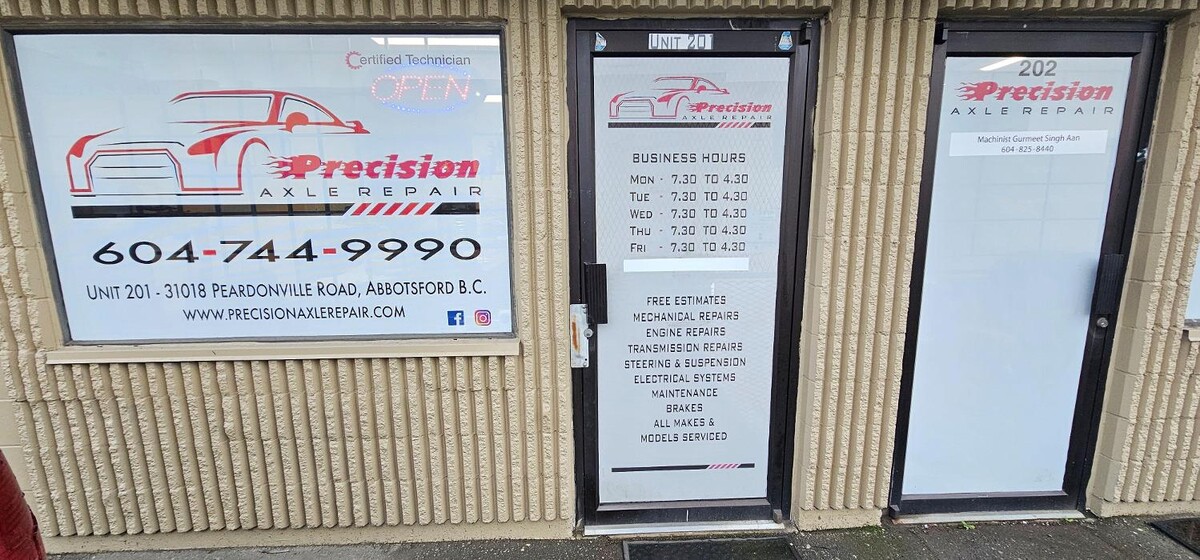 Certified Technician
OPEN
Precision
AXLE REPAIR
604-744-9990
UNIT 201 - 31018 PEARDONVILLE ROAD, ABBOTSFORD B.C.
WWW.PRECISIONAXLEREPAIR.COM
UNIT 20
Precision
AXLE REPAIR
BUSINESS HOURS
MON - 7.30 TO 4.30
TUE - 7.30 TO 4.30
WED - 7.30 TO 4.30
THU - 7.30 TO 4.30
FRI - 7.30 TO 4.30
FREE ESTIMATES
MECHANICAL REPAIRS
ENGINE REPAIRS
TRANSMISSION REPAIRS
STEERING & SUSPENSION
ELECTRICAL SYSTEMS
MAINTENANCE
BRAKES
ALL MAKES &
MODELS SERVICED
202
Precision
AXLE REPAIR
Machinist Gurmeet Singh Aan
604-825-8440